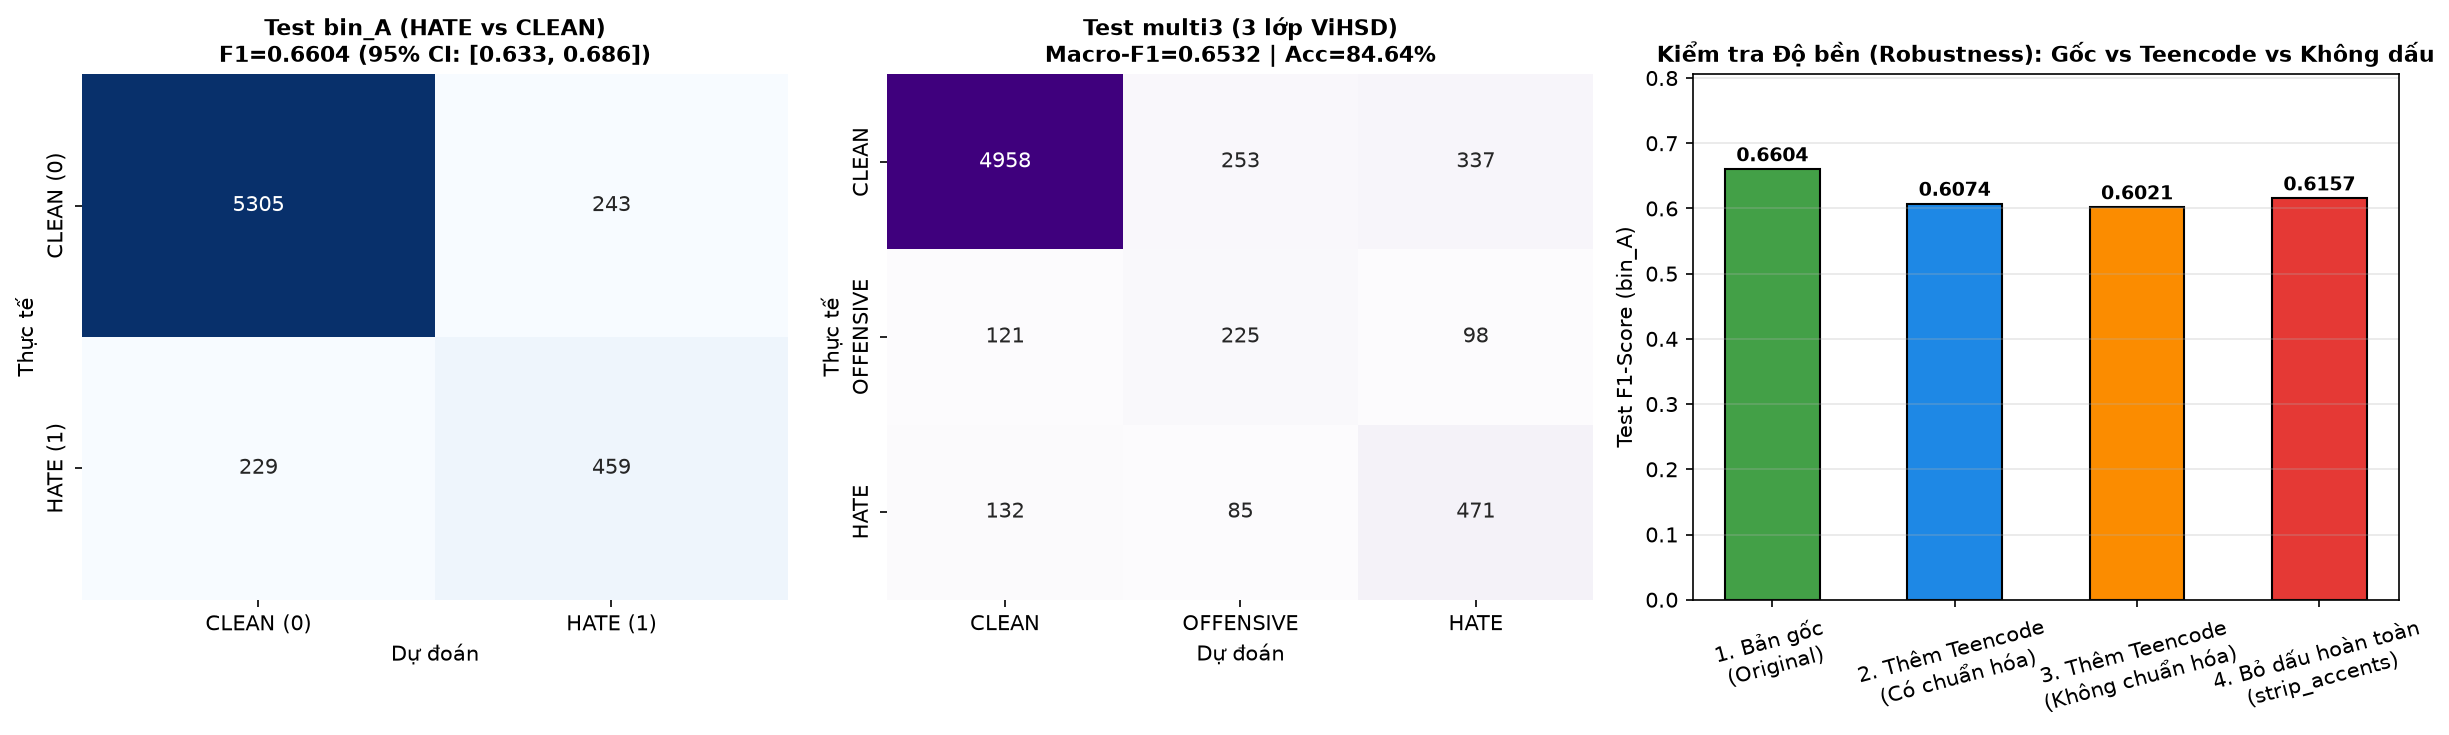 Test bin_A (HATE vs CLEAN)
F1=0.6604 (95% CI: [0.633, 0.686])
Thực tế
CLEAN (0)
HATE (1)
5305
243
229
459
CLEAN (0)
HATE (1)
Dự đoán
Test multi3 (3 lớp ViHSD)
Macro-F1=0.6532 | Acc=84.64%
Thực tế
CLEAN
OFFENSIVE
HATE
4958
253
337
121
225
98
132
85
471
CLEAN
OFFENSIVE
HATE
Dự đoán
Kiểm tra Độ bền (Robustness): Gốc vs Teencode vs Không dấu
Test F1-Score (bin_A)
0.8
0.7
0.6
0.5
0.4
0.3
0.2
0.1
0.0
0.6604
0.6074
0.6021
0.6157
1. Bản gốc
(Original)
2. Thêm Teencode
(Có chuẩn hóa)
3. Thêm Teencode
(Không chuẩn hóa)
4. Bỏ dấu hoàn toàn
(strip_accents)